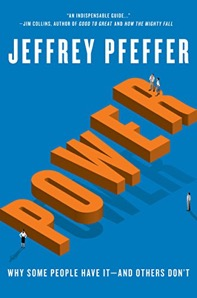 "AN INDISPENSABLE GUIDE..."
—JIM COLLINS, AUTHOR OF GOOD TO GREAT AND HOW THE MIGHTY FALL
JEFFREY PFEFFER
POWER
WHY SOME PEOPLE HAVE IT—AND OTHERS DON'T